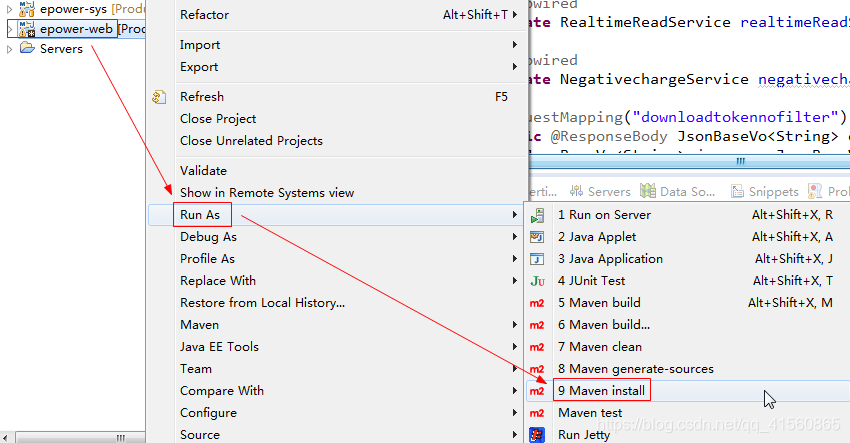 epower-sys [Produ
epower-web [Prod
Servers
Refactor Alt+Shift+T
Import
Export
Refresh F5
Close Project
Close Unrelated Projects
Validate
Show in Remote Systems view
Run As
Debug As
Profile As
Replace With
Restore from Local History...
Maven
Java EE Tools
Team
Compare With
Configure
Source
owired
ate RealtimeReadService realtimeReadS
owired
ate NegativechargeService negativech
uestMapping("downloadtokennofilter")
ic @ResponseBody JsonBaseVo<String>
erti... Servers Data So... Snippets Prob
1 Run on Server Alt+Shift+X, R
2 Java Applet Alt+Shift+X, A
3 Java Application Alt+Shift+X, J
4 JUnit Test Alt+Shift+X, T
5 Maven build Alt+Shift+X, M
6 Maven build...
7 Maven clean
8 Maven generate-sources
9 Maven install
Maven test
Run Jetty
https://blog.csdn.net/qq_41560865